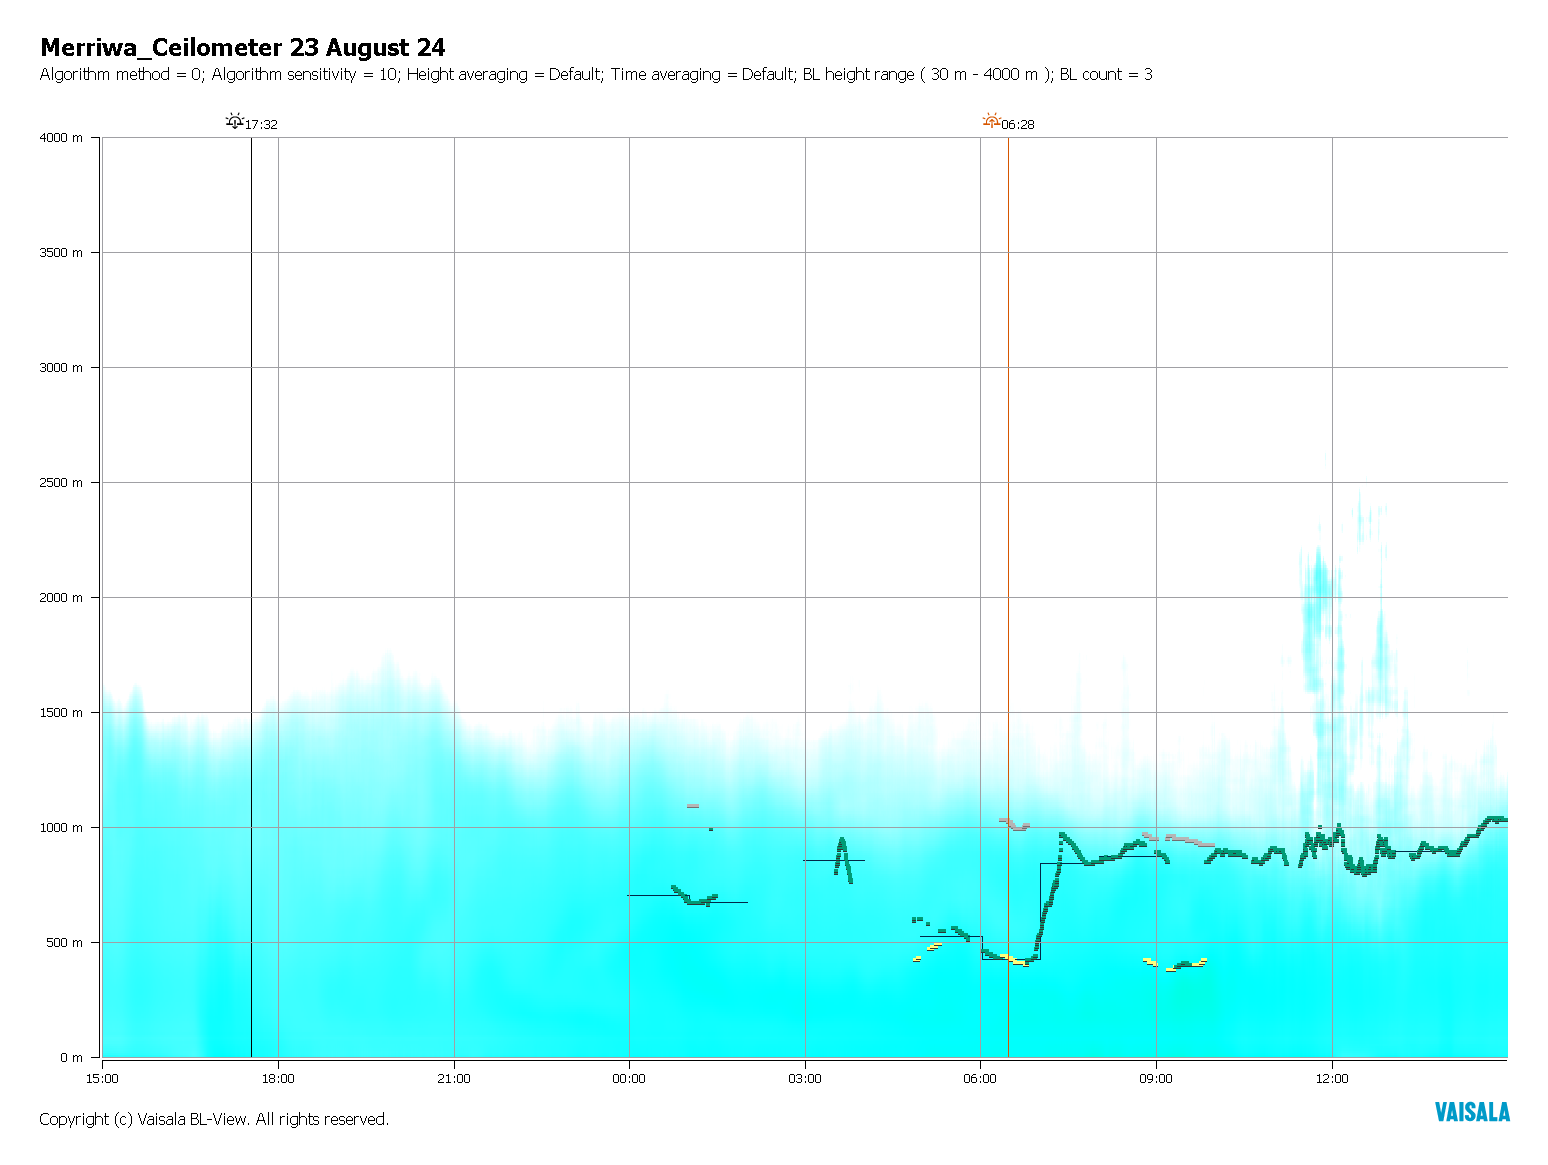 Merriwa_Ceilometer 23 August 24
Algorithm method = 0; Algorithm sensitivity = 10; Height averaging = Default; Time averaging = Default; BL height range ( 30 m - 4000 m ); BL count = 3
17:32
06:28
4000 m
3500 m
3000 m
2500 m
2000 m
1500 m
1000 m
500 m
0 m
15:00 18:00 21:00 00:00 03:00 06:00 09:00 12:00
Copyright (c) Vaisala BL-View. All rights reserved.
VAISALA